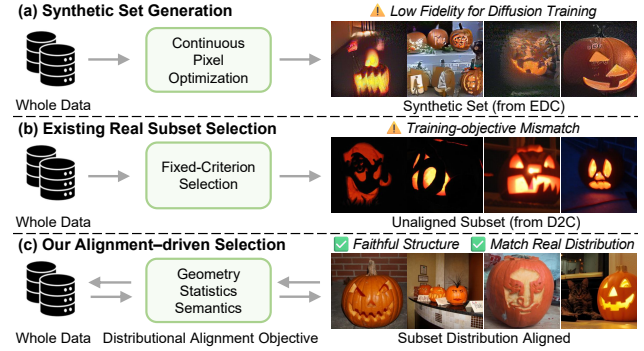 (a) Synthetic Set Generation
Low Fidelity for Diffusion Training
Continuous
Pixel
Optimization
Whole Data
Synthetic Set (from EDC)
(b) Existing Real Subset Selection
Training-objective Mismatch
Fixed-Criterion
Selection
Whole Data
Unaligned Subset (from D2C)
(c) Our Alignment–driven Selection
Faithful Structure
Match Real Distribution
Geometry
Statistics
Semantics
Whole Data
Distributional Alignment Objective
Subset Distribution Aligned